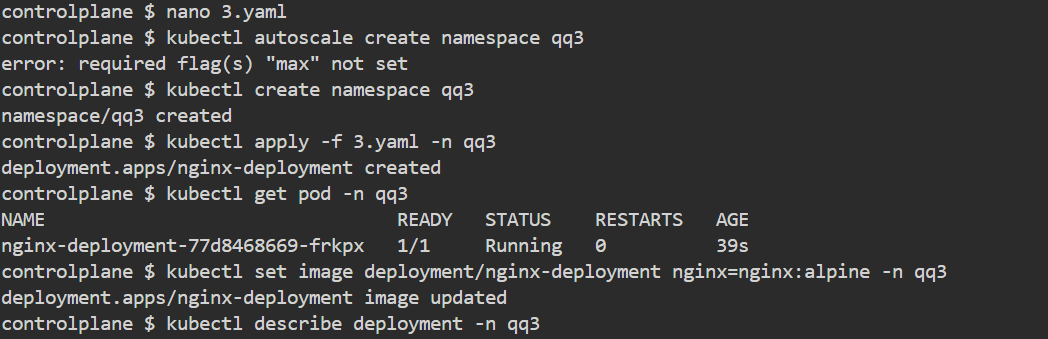 controlplane $ nano 3.yaml
controlplane $ kubectl autoscale create namespace qq3
error: required flag(s) "max" not set
controlplane $ kubectl create namespace qq3
namespace/qq3 created
controlplane $ kubectl apply -f 3.yaml -n qq3
deployment.apps/nginx-deployment created
controlplane $ kubectl get pod -n qq3
NAME                                READY   STATUS    RESTARTS   AGE
nginx-deployment-77d8468669-frkpx   1/1     Running   0          39s
controlplane $ kubectl set image deployment/nginx-deployment nginx=nginx:alpine -n qq3
deployment.apps/nginx-deployment image updated
controlplane $ kubectl describe deployment -n qq3